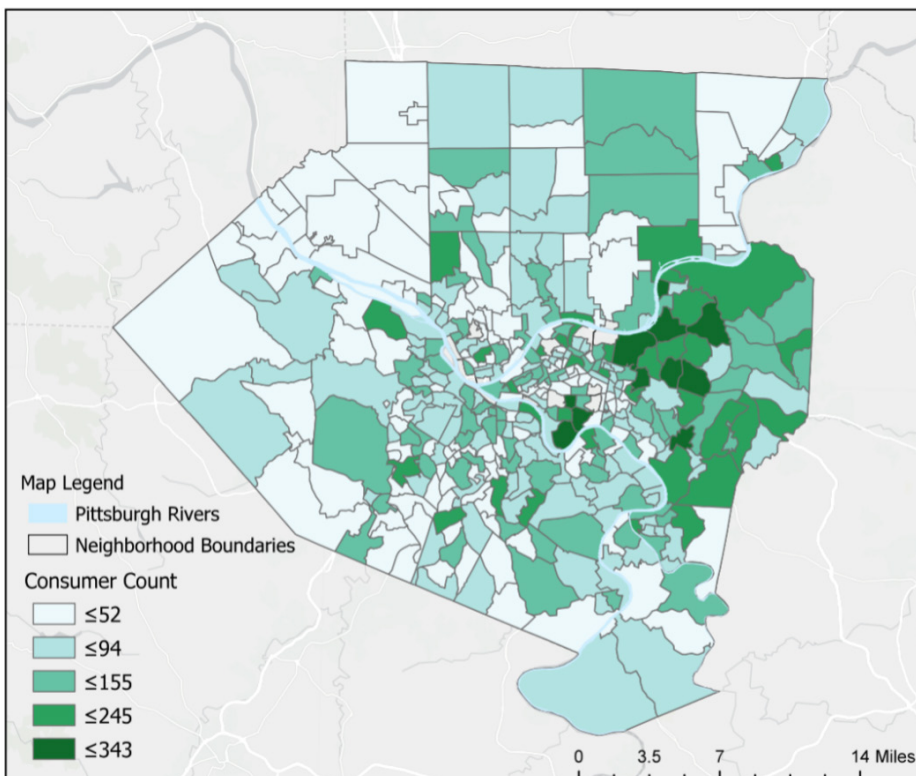 Map Legend
Pittsburgh Rivers
Neighborhood Boundaries
Consumer Count
≤52
≤94
≤155
≤245
≤343
0 3.5 7 14 Miles